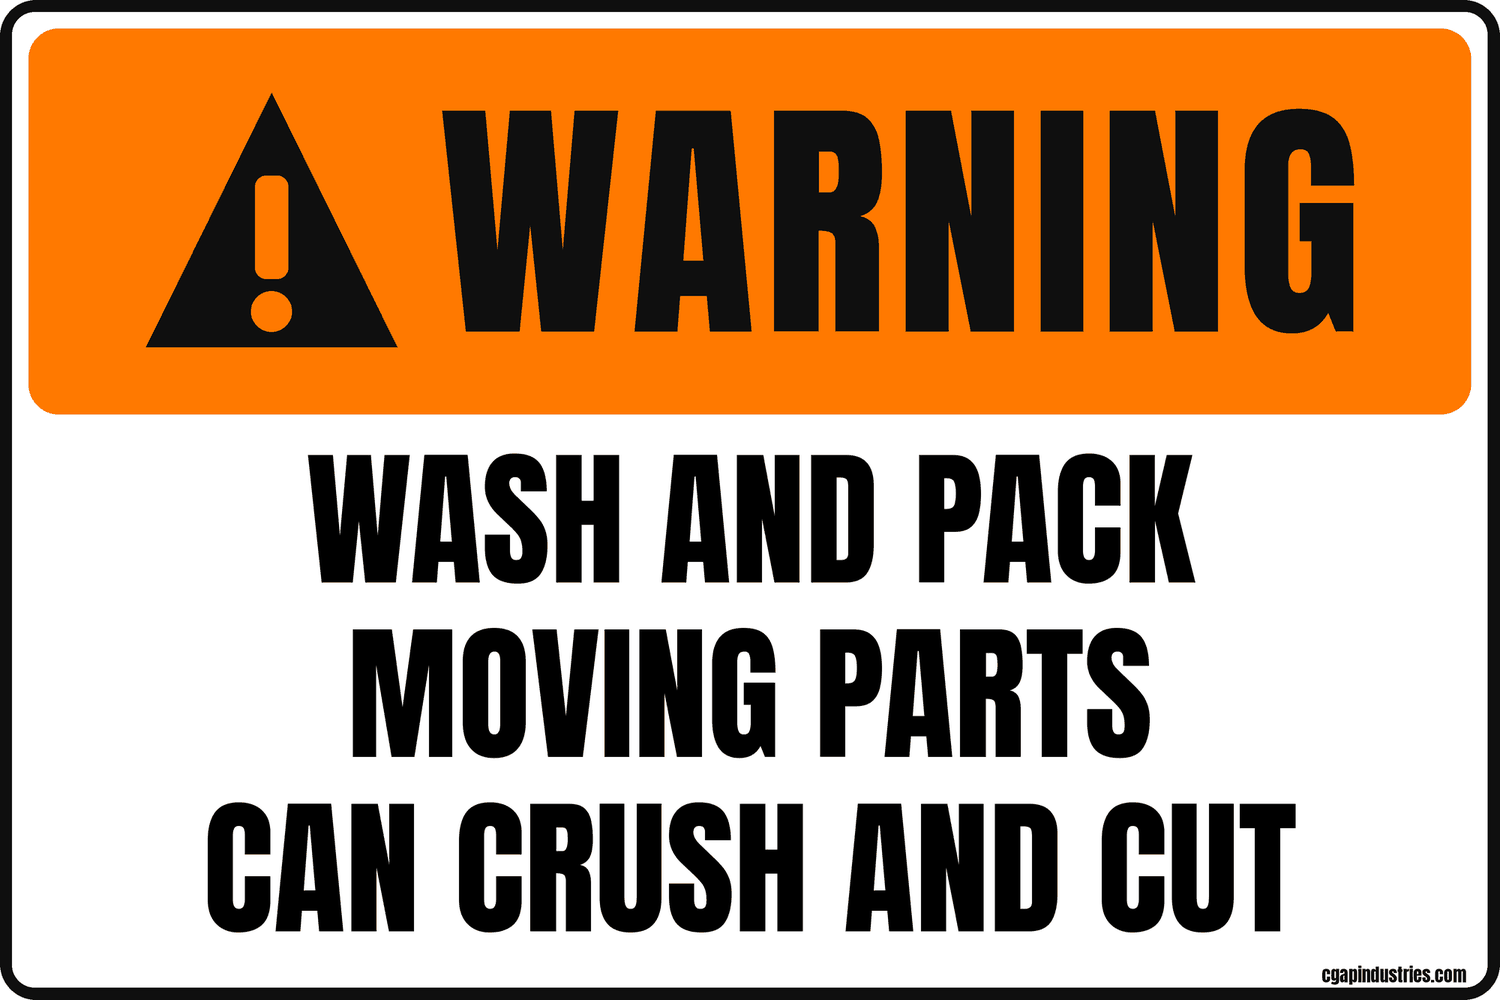 WARNING
WASH AND PACK
MOVING PARTS
CAN CRUSH AND CUT
cgapindustries.com